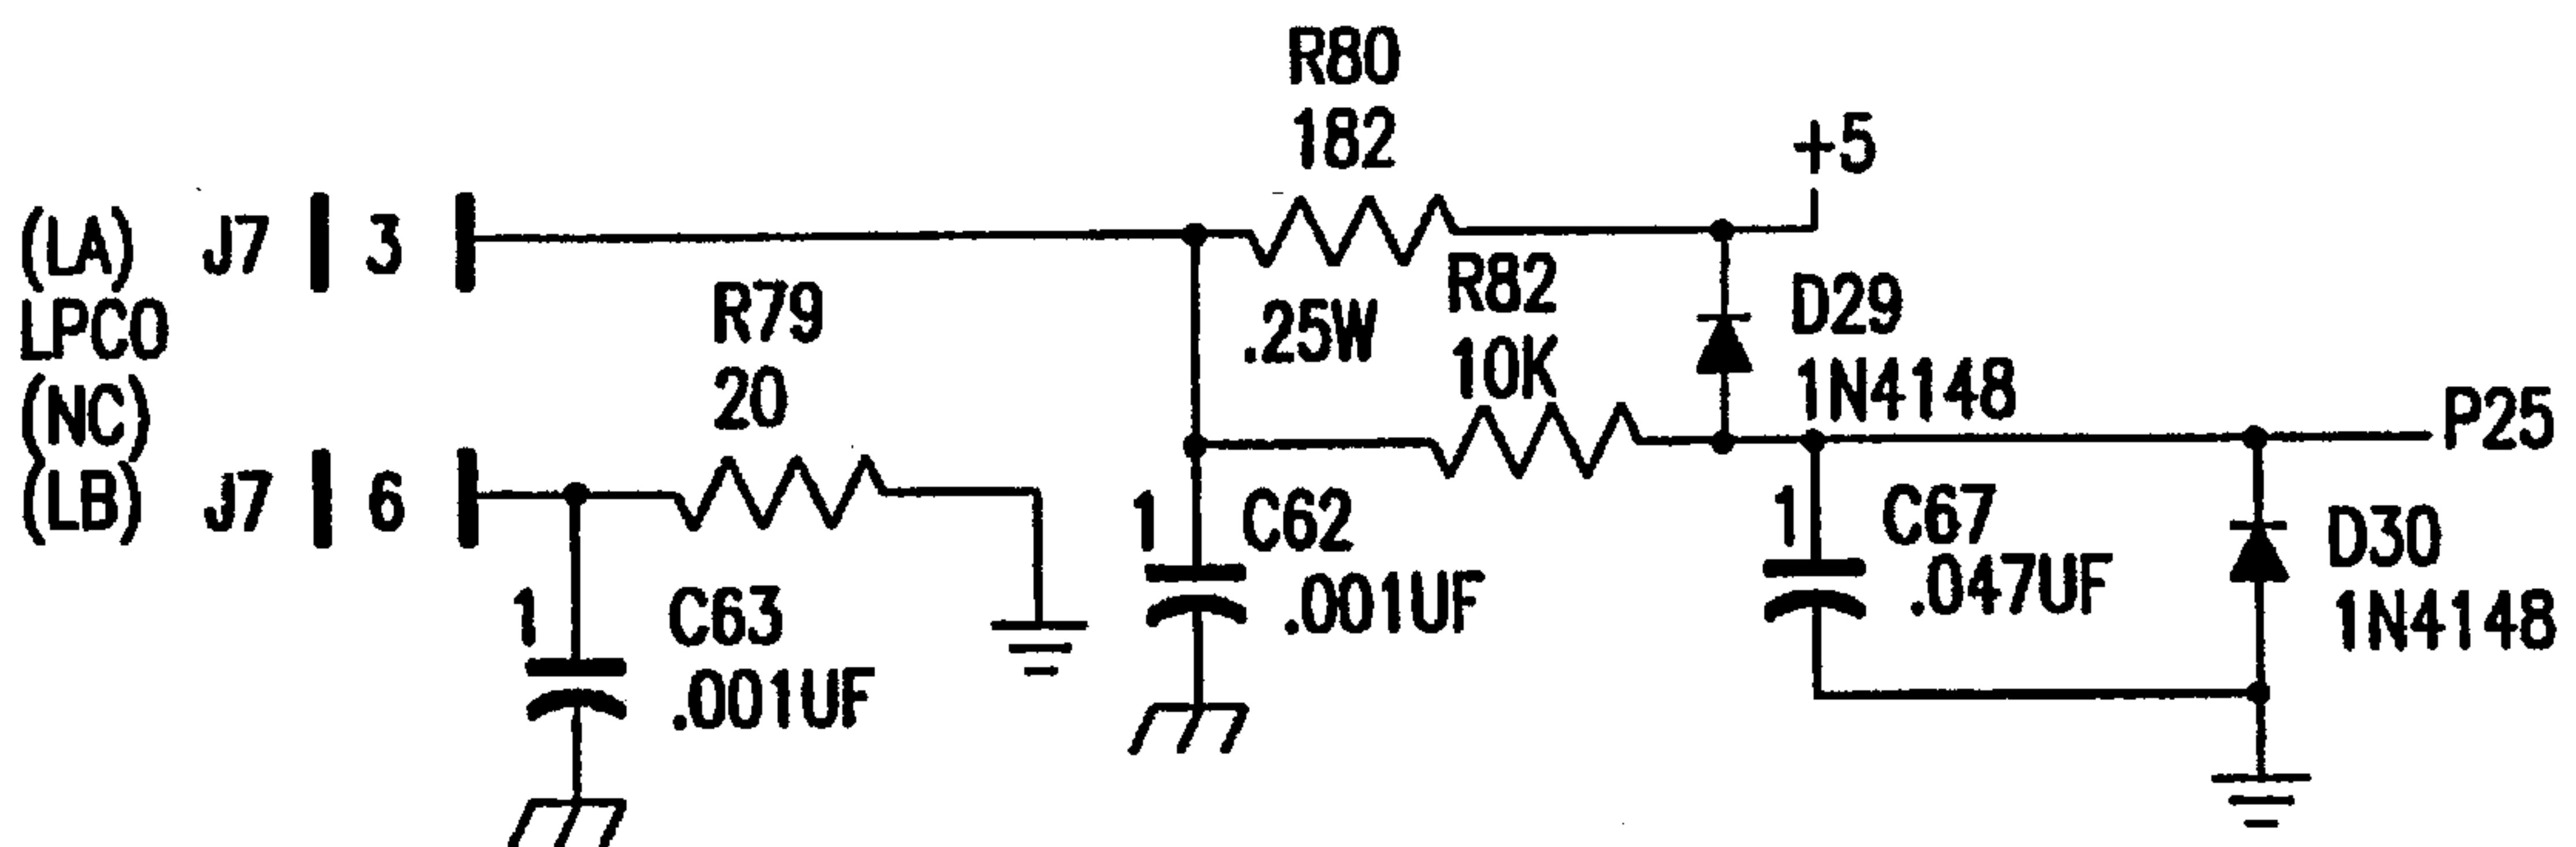 R80
182
.25W
+5
(LA) J7 3
LPCO
(NC)
(LB) J7 6
R79
20
R82
10K
D29
1N4148
P25
1 C62
.001UF
1 C67
.047UF
D30
1N4148
1 C63
.001UF